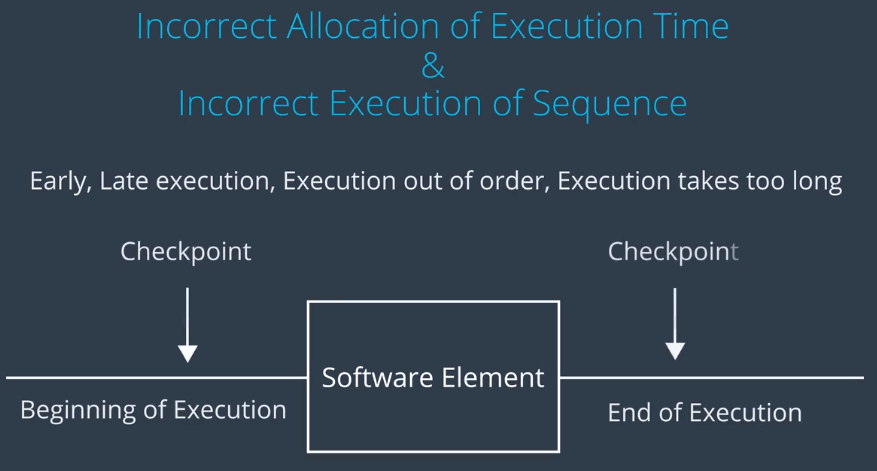 Incorrect Allocation of Execution Time
&
Incorrect Execution of Sequence
Early, Late execution, Execution out of order, Execution takes too long
Checkpoint
Checkpoint
Software Element
Beginning of Execution
End of Execution